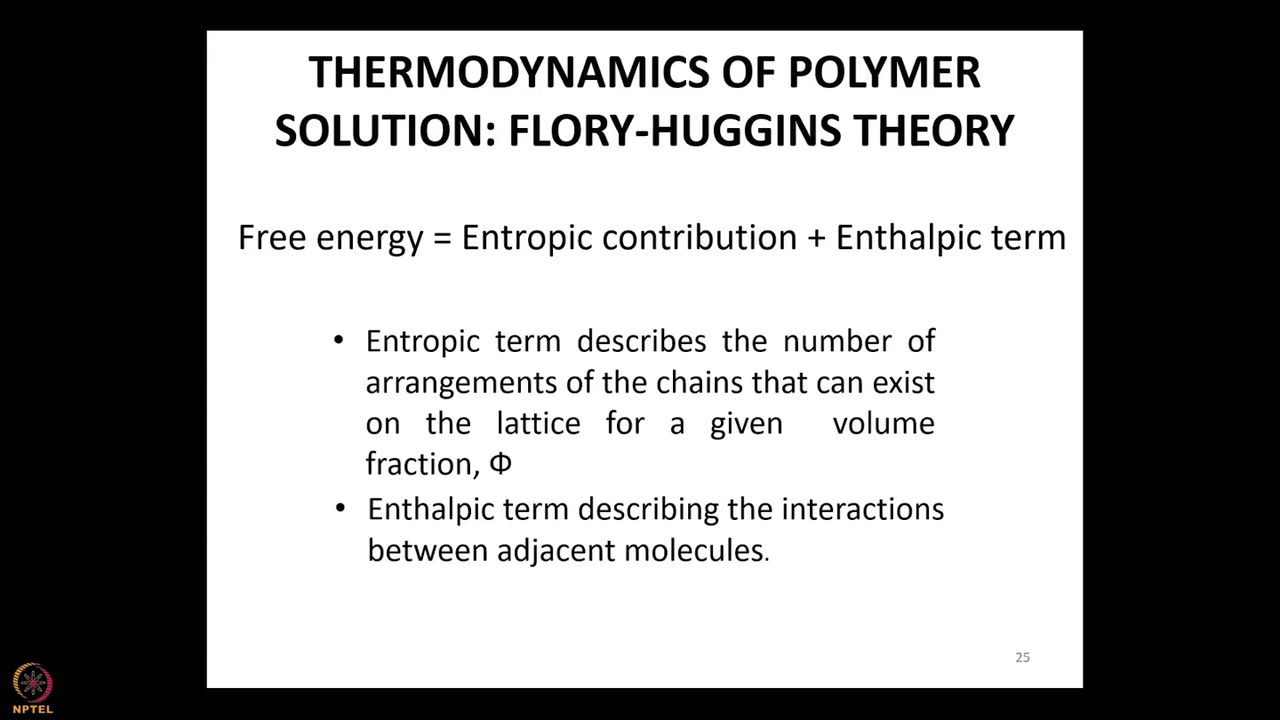 THERMODYNAMICS OF POLYMER
SOLUTION: FLORY-HUGGINS THEORY
Free energy = Entropic contribution + Enthalpic term
• Entropic term describes the number of
arrangements of the chains that can exist
on the lattice for a given volume
fraction, Φ
• Enthalpic term describing the interactions
between adjacent molecules.
25
NPTEL